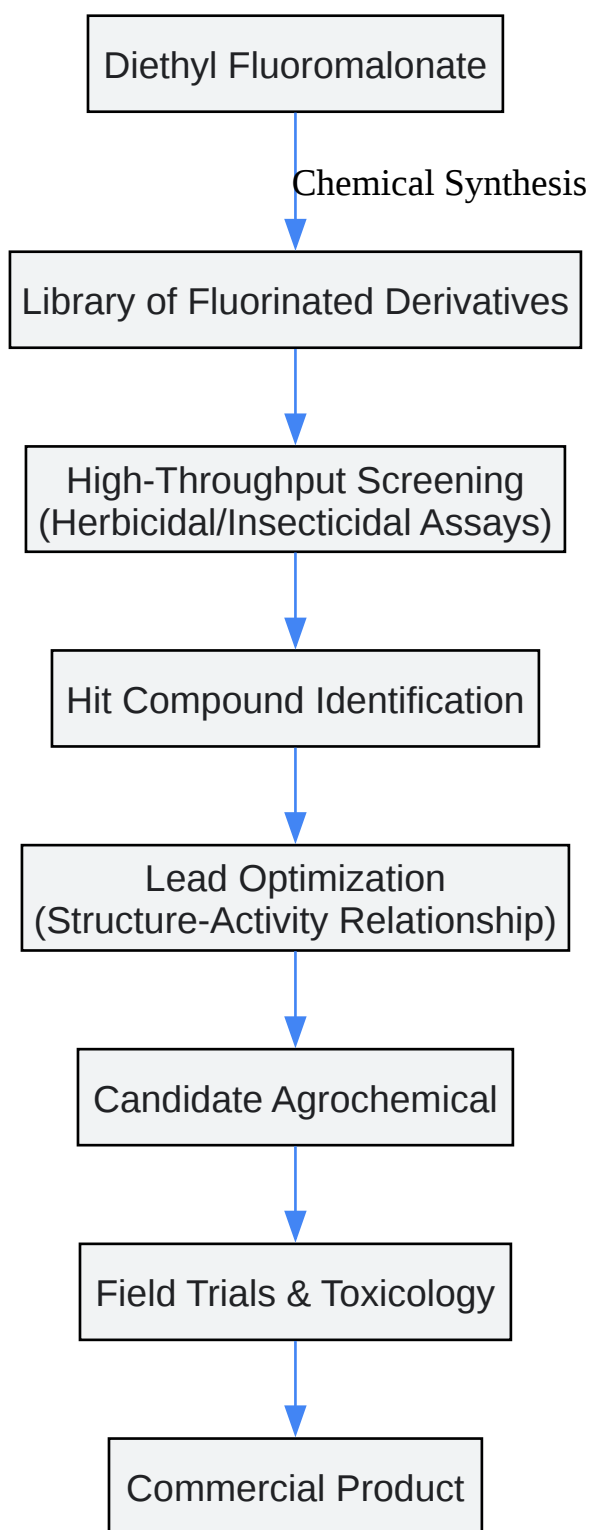 Diethyl Fluoromalonate
Chemical Synthesis
Library of Fluorinated Derivatives
High-Throughput Screening
(Herbicidal/Insecticidal Assays)
Hit Compound Identification
Lead Optimization
(Structure-Activity Relationship)
Candidate Agrochemical
Field Trials & Toxicology
Commercial Product